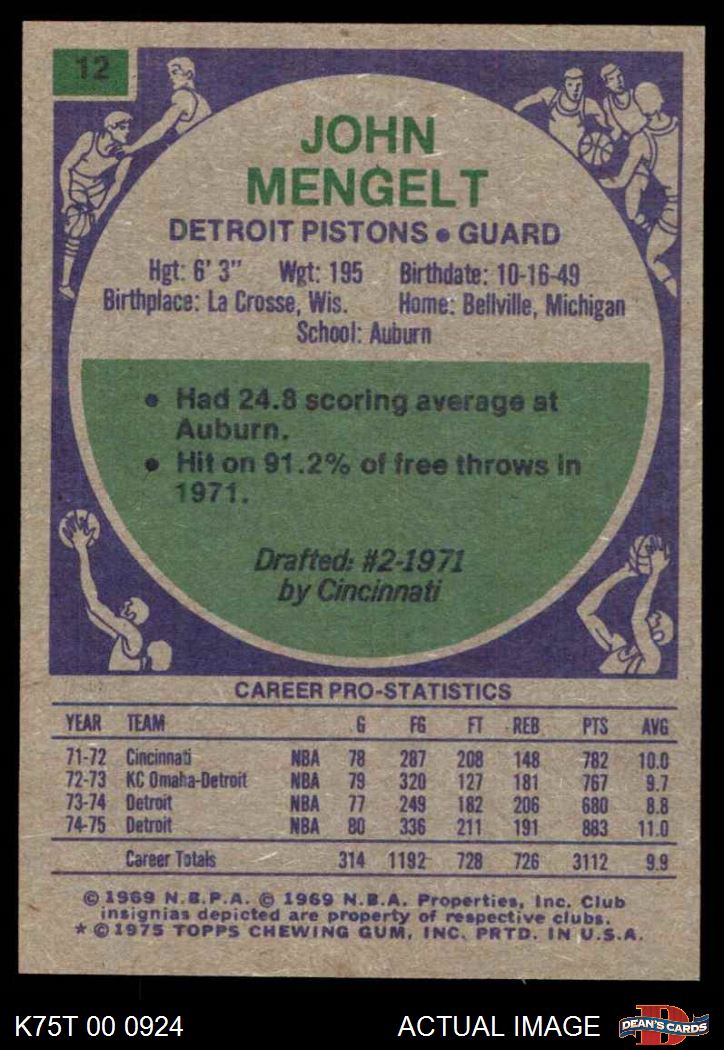 12
JOHN
MENGELT
DETROIT PISTONS • GUARD
Hgt: 6' 3" Wgt: 195 Birthdate: 10-16-49
Birthplace: La Crosse, Wis. Home: Bellville, Michigan
School: Auburn
• Had 24.8 scoring average at
Auburn.
• Hit on 91.2% of free throws in
1971.
Drafted: #2-1971
by Cincinnati
CAREER PRO-STATISTICS
YEAR TEAM G FG FT REB PTS AVG
71-72 Cincinnati NBA 78 287 208 148 782 10.0
72-73 KC Omaha-Detroit NBA 79 320 127 181 767 9.7
73-74 Detroit NBA 77 249 182 206 680 8.8
74-75 Detroit NBA 80 336 211 191 883 11.0
Career Totals 314 1192 728 726 3112 9.9
© 1969 N.B.P.A. © 1969 N.B.A. Properties, Inc. Club
insignias depicted are property of respective clubs.
* © 1975 TOPPS CHEWING GUM, INC. PRTD. IN U.S.A.
K75T 00 0924 ACTUAL IMAGE D DEAN'S CARDS